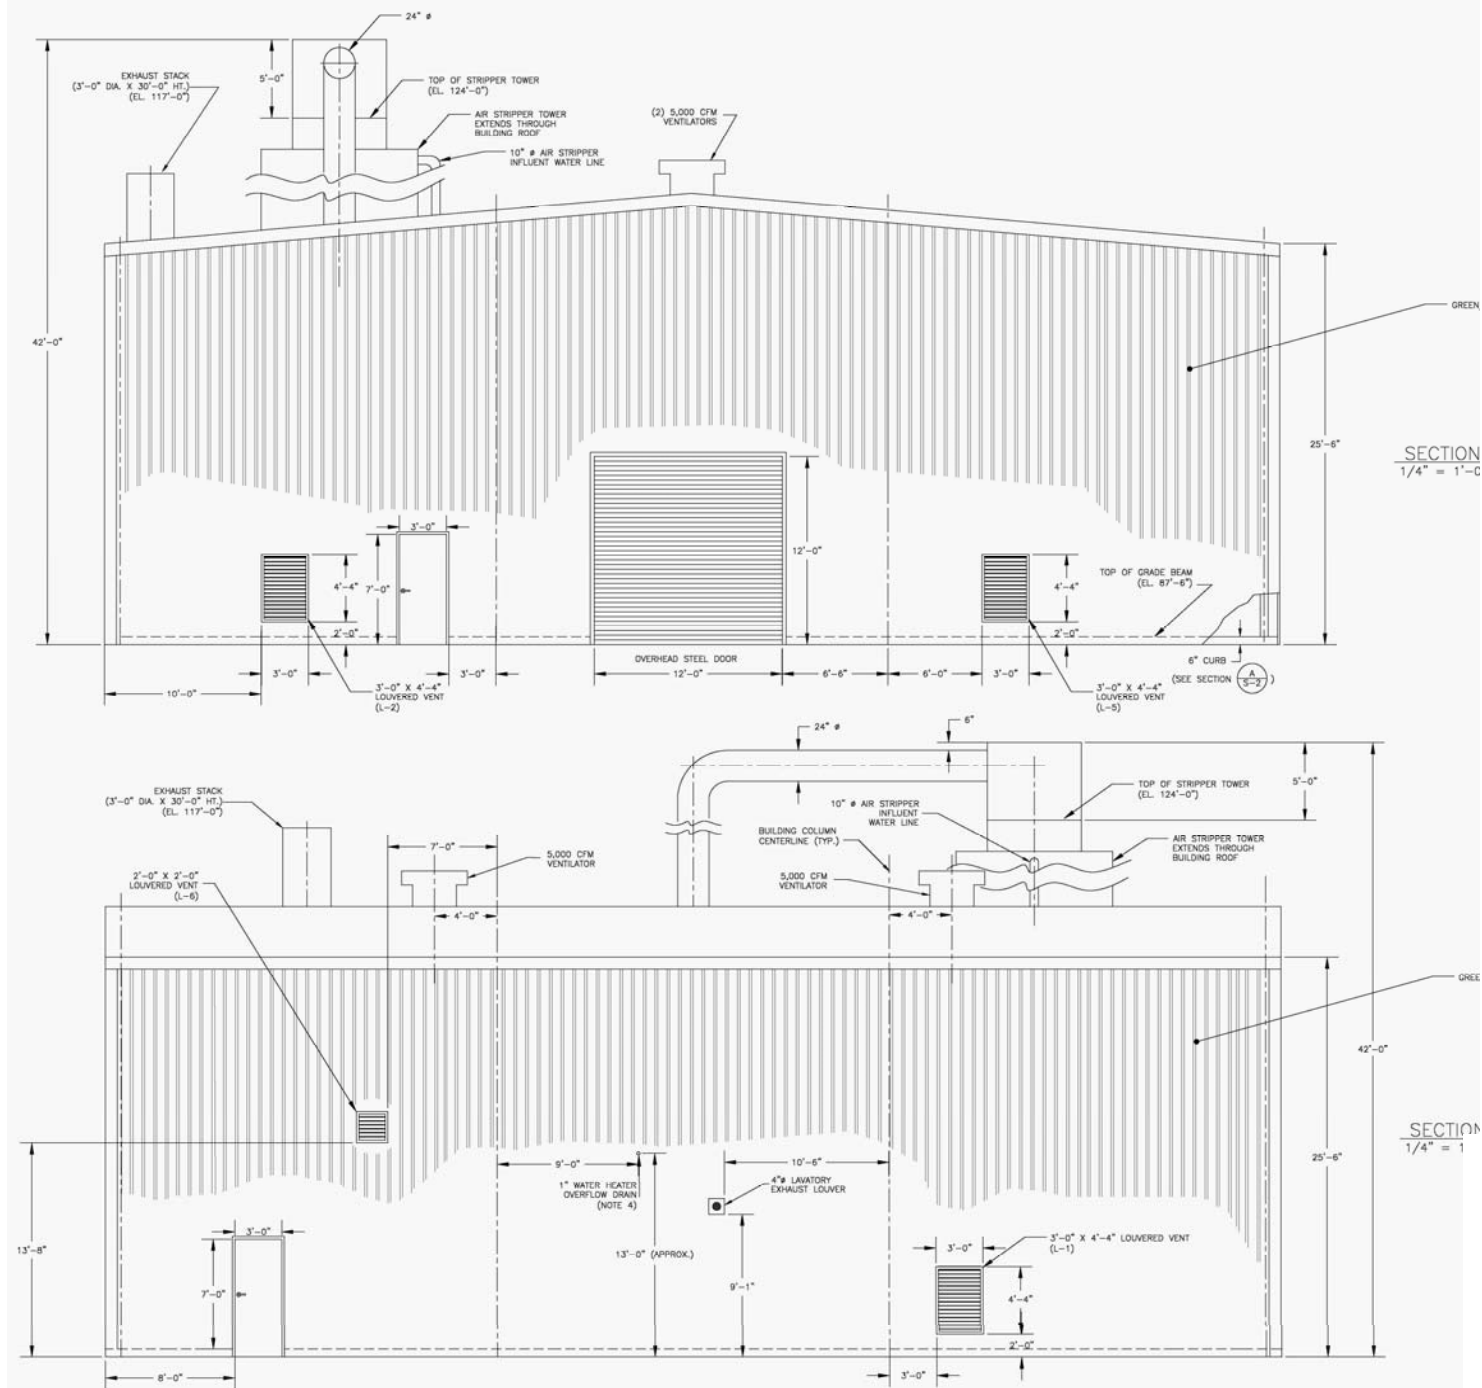 24" ø
EXHAUST STACK
(3'-0" DIA. X 30'-0" HT.)
(EL. 117'-0")
5'-0"
TOP OF STRIPPER TOWER
(EL. 124'-0")
AIR STRIPPER TOWER
EXTENDS THROUGH
BUILDING ROOF
10" ø AIR STRIPPER
INFLUENT WATER LINE
(2) 5,000 CFM
VENTILATORS
GREEN
42'-0"
25'-6"
SECTION
1/4" = 1'-0
3'-0"
12'-0"
4'-4"
7'-0"
2'-0"
TOP OF GRADE BEAM
(EL. 87'-6")
4'-4"
2'-0"
OVERHEAD STEEL DOOR
6" CURB
(SEE SECTION A S-2 )
3'-0"
3'-0"
12'-0"
6'-6"
6'-0"
3'-0"
10'-0"
3'-0" X 4'-4"
LOUVERED VENT
(L-2)
3'-0" X 4'-4"
LOUVERED VENT
(L-5)
24" ø
6"
EXHAUST STACK
(3'-0" DIA. X 30'-0" HT.)
(EL. 117'-0")
5'-0"
TOP OF STRIPPER TOWER
(EL. 124'-0")
10" ø AIR STRIPPER
INFLUENT
WATER LINE
BUILDING COLUMN
CENTERLINE (TYP.)
AIR STRIPPER TOWER
EXTENDS THROUGH
BUILDING ROOF
7'-0"
5,000 CFM
VENTILATOR
2'-0" X 2'-0"
LOUVERED VENT
(L-6)
5,000 CFM
VENTILATOR
4'-0"
4'-0"
GREE
42'-0"
SECTION
1/4" = 1
25'-6"
9'-0"
10'-6"
1" WATER HEATER
OVERFLOW DRAIN
(NOTE 4)
4"ø LAVATORY
EXHAUST LOUVER
13'-8"
3'-0"
13'-0" (APPROX.)
3'-0"
3'-0" X 4'-4" LOUVERED VENT
(L-1)
7'-0"
9'-1"
4'-4"
2'-0"
8'-0"
3'-0"